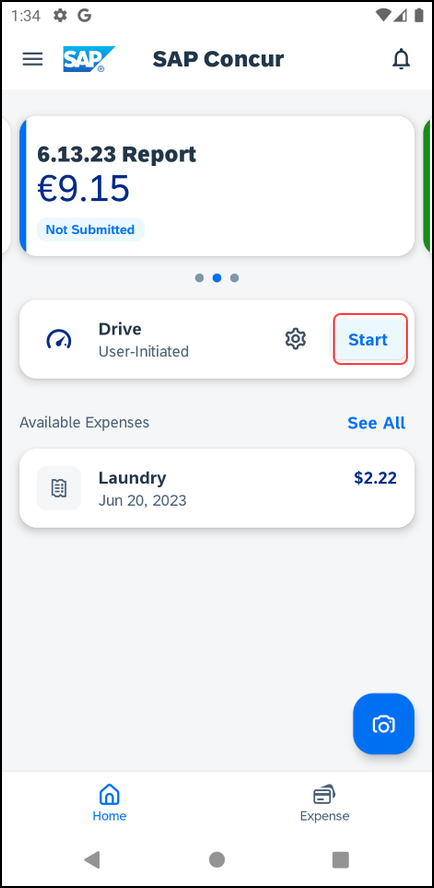 1:34
SAP
SAP Concur
6.13.23 Report
€9.15
Not Submitted
Drive
User-Initiated
Start
Available Expenses
See All
Laundry
$2.22
Jun 20, 2023
Home
Expense